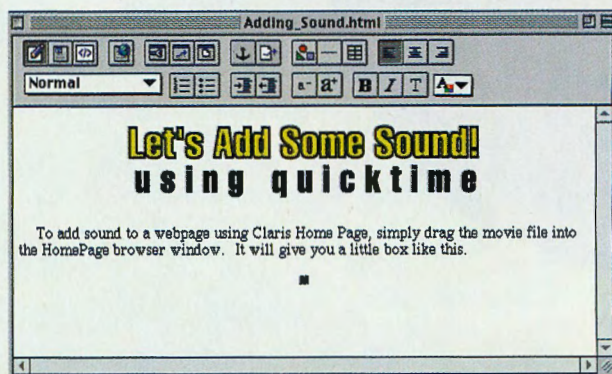 Adding_Sound.html
Normal
a- a+ B I T A
Let's Add Some Sound!
using quicktime
To add sound to a webpage using Claris Home Page, simply drag the movie file into
the HomePage browser window. It will give you a little box like this.